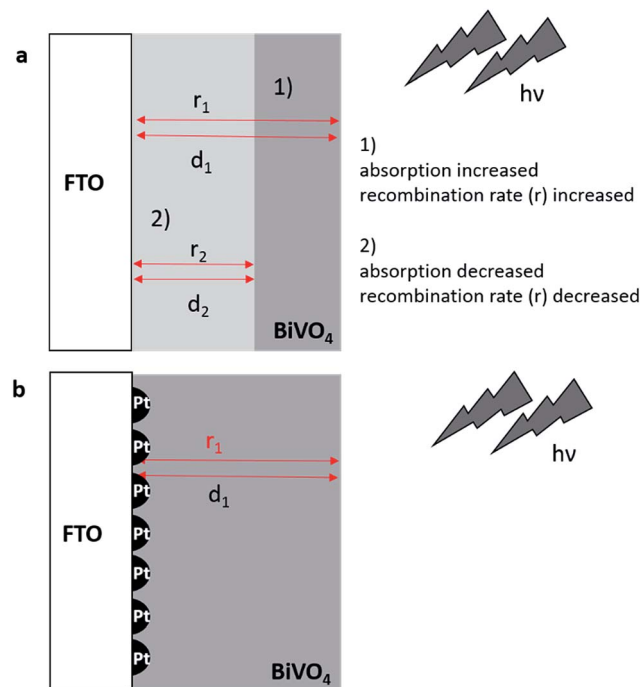 a
FTO
r₁
1)
d₁
2)
r₂
d₂
BiVO₄
hν
1)
absorption increased
recombination rate (r) increased
2)
absorption decreased
recombination rate (r) decreased
b
FTO
Pt
Pt
Pt
Pt
Pt
Pt
Pt
r₁
d₁
BiVO₄
hν